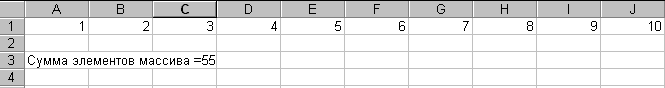 A B C D E F G H I J
1 1 2 3 4 5 6 7 8 9 10
2
3 Сумма элементов массива =55
4